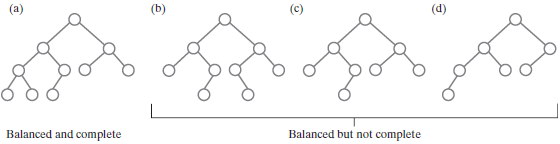 (a) (b) (c) (d)
Balanced and complete Balanced but not complete